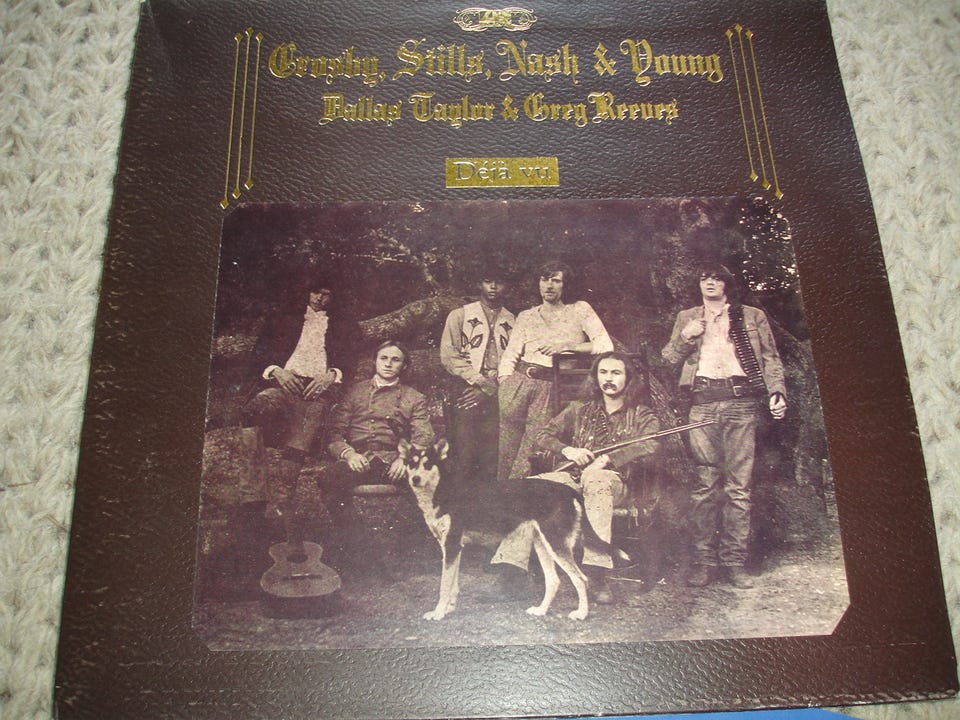 Crosby, Stills, Nash & Young
Dallas Taylor & Greg Reeves
Déjà vu